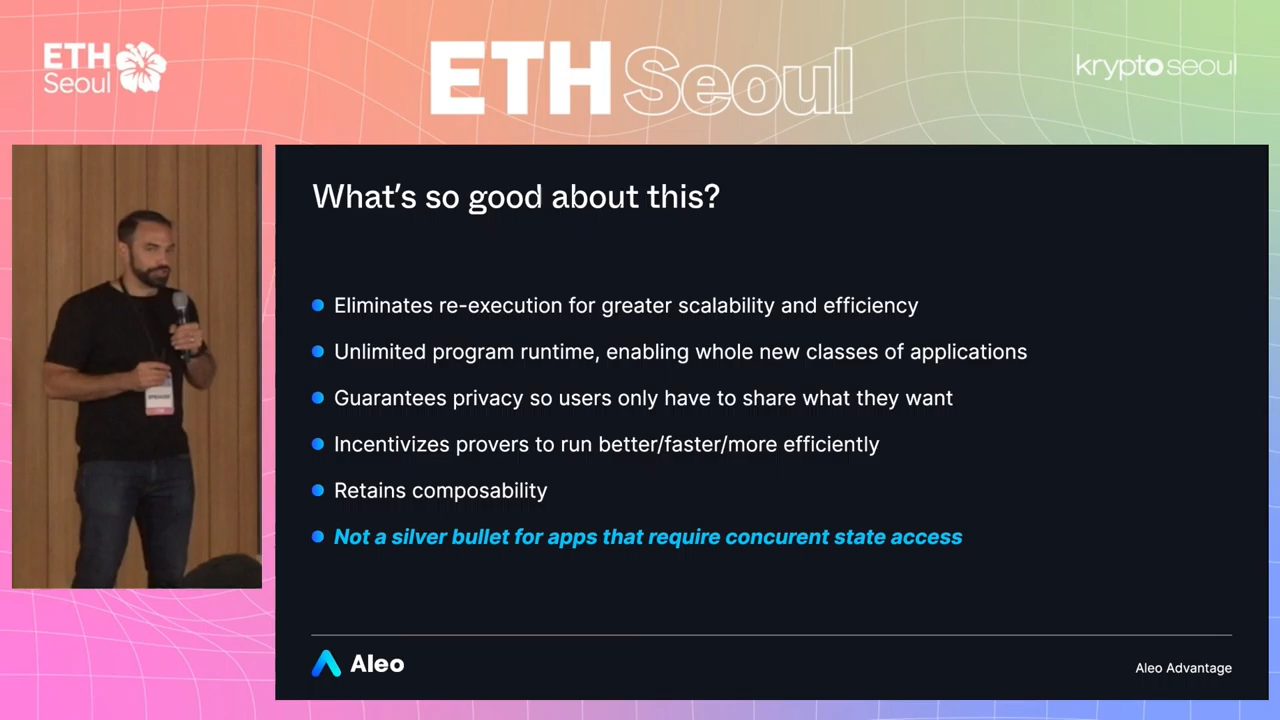 ETH
Seoul
ETH Seoul
kryptoseoul
What's so good about this?
Eliminates re-execution for greater scalability and efficiency
Unlimited program runtime, enabling whole new classes of applications
Guarantees privacy so users only have to share what they want
Incentivizes provers to run better/faster/more efficiently
Retains composability
Not a silver bullet for apps that require concurent state access
Aleo
Aleo Advantage